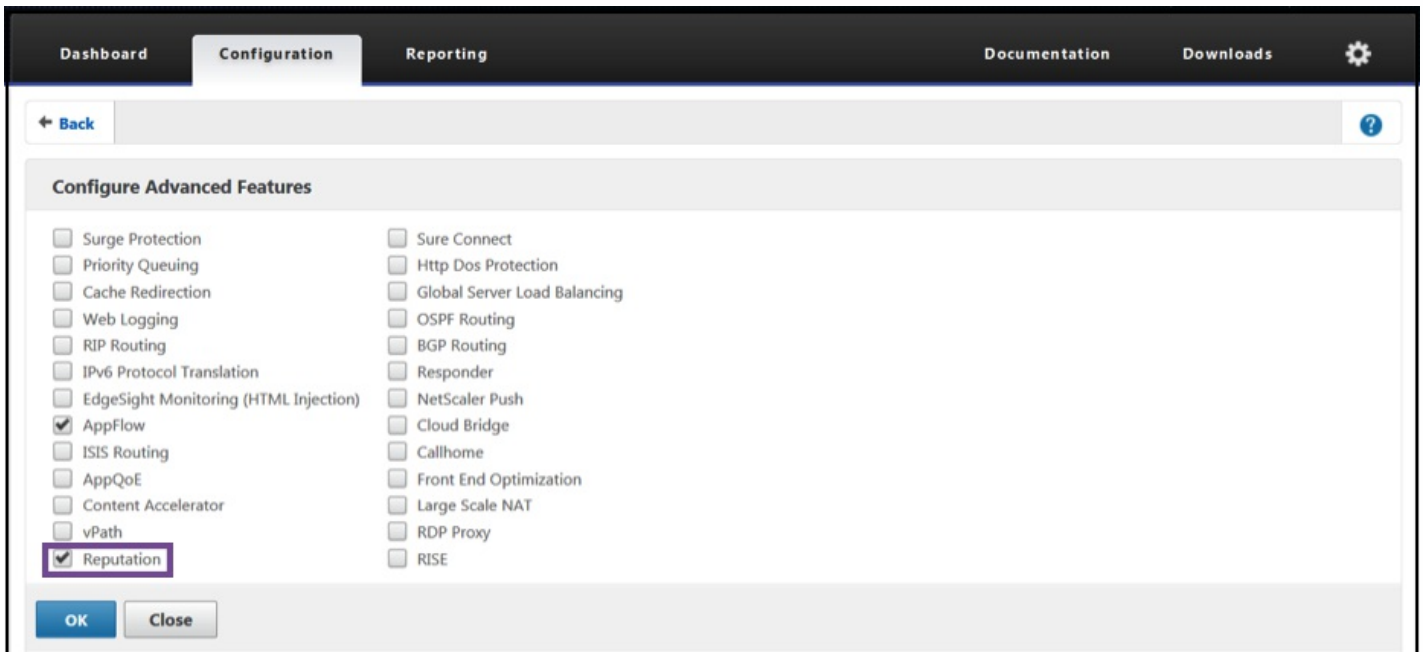 Dashboard Configuration Reporting Documentation Downloads
Back
?
Configure Advanced Features
Surge Protection
Priority Queuing
Cache Redirection
Web Logging
RIP Routing
IPv6 Protocol Translation
EdgeSight Monitoring (HTML Injection)
AppFlow
ISIS Routing
AppQoE
Content Accelerator
vPath
Reputation
Sure Connect
Http Dos Protection
Global Server Load Balancing
OSPF Routing
BGP Routing
Responder
NetScaler Push
Cloud Bridge
Callhome
Front End Optimization
Large Scale NAT
RDP Proxy
RISE
OK Close